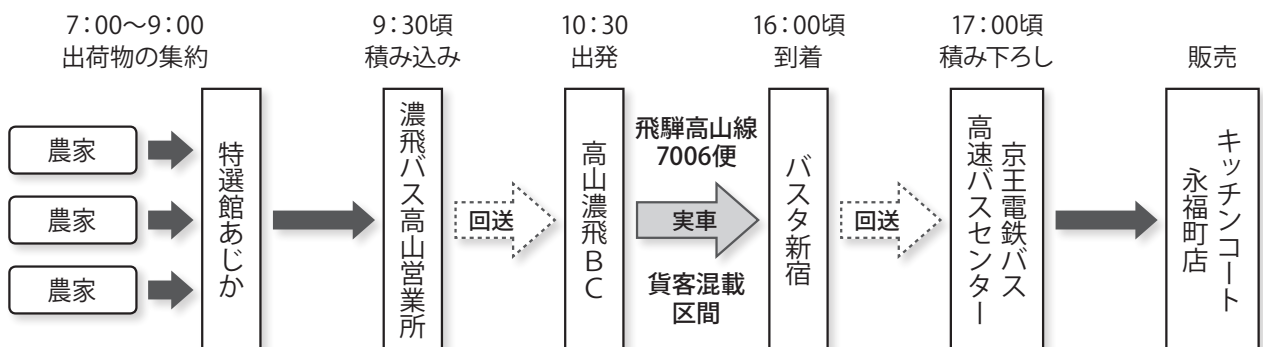 7：00～9：00
出荷物の集約
9：30頃
積み込み
10：30
出発
16：00頃
到着
17：00頃
積み下ろし
販売
農家
農家
農家
特選館あじか
濃飛バス高山営業所
回送
高山濃飛BC
飛騨高山線
7006便
実車
貨客混載
区間
バスタ新宿
回送
京王電鉄バス
高速バスセンター
キッチンコート
永福町店